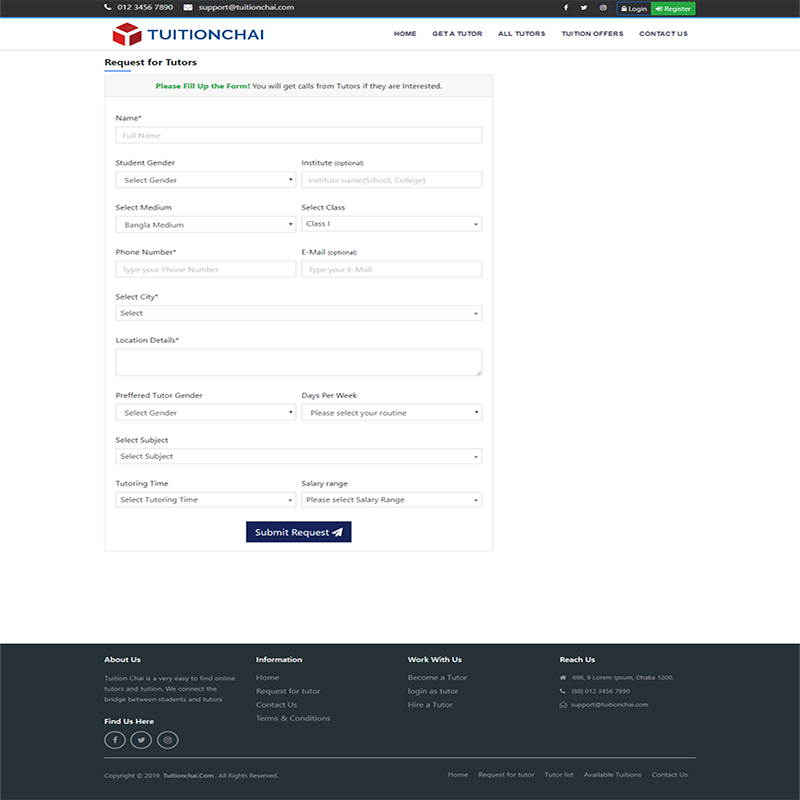 012 3456 7890 support@tuitionchai.com Login Register
TUITIONCHAI HOME GET A TUTOR ALL TUTORS TUITION OFFERS CONTACT US
Request for Tutors
Please Fill Up the Form! You will get calls from Tutors if they are Interested.
Name*
Full Name
Student Gender Institute (optional)
Select Gender Institute name(School, College)
Select Medium Select Class
Bangla Medium Class I
Phone Number* E-Mail (optional)
Type your Phone Number Type your E-Mail
Select City*
Select
Location Details*
Preffered Tutor Gender Days Per Week
Select Gender Please select your routine
Select Subject
Select Subject
Tutoring Time Salary range
Select Tutoring Time Please select Salary Range
Submit Request
About Us Information Work With Us Reach Us
Tuition Chai is a very easy to find online Home Become a Tutor 696, 9 Lorem Ipsum, Dhaka 1200,
tutors and tuition. We connect the Request for tutor login as tutor (88) 012 3456 7890
bridge between students and tutors Contact Us Hire a Tutor support@tuitionchai.com
Find Us Here Terms & Conditions
Copyright © 2019 Tuitionchai.Com . All Rights Reserved. Home Request for tutor Tutor list Available Tuitions Contact Us